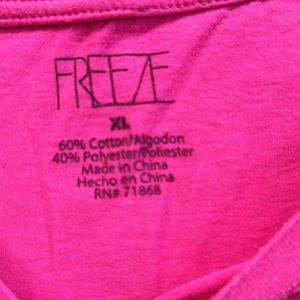 FREEZE
XL
60% Cotton/Algodon
40% Polyester/Poliester
Made in China
Hecho en China
RN# 71868